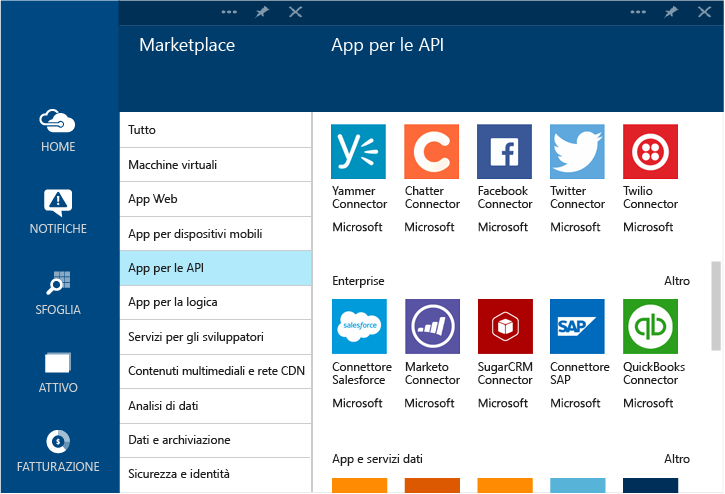 Marketplace
App per le API
HOME
NOTIFICHE
SFOGLIA
ATTIVO
FATTURAZIONE
Tutto
Macchine virtuali
App Web
App per dispositivi mobili
App per le API
App per la logica
Servizi per gli sviluppatori
Contenuti multimediali e rete CDN
Analisi di dati
Dati e archiviazione
Sicurezza e identità
Yammer Connector
Chatter Connector
Facebook Connector
Twitter Connector
Twilio Connector
Microsoft Microsoft Microsoft Microsoft Microsoft
Enterprise Altro
salesforce
SAP
qb
Connettore Salesforce
Marketo Connector
SugarCRM Connector
Connettore SAP
QuickBooks Connector
Microsoft Microsoft Microsoft Microsoft Microsoft
App e servizi dati Altro